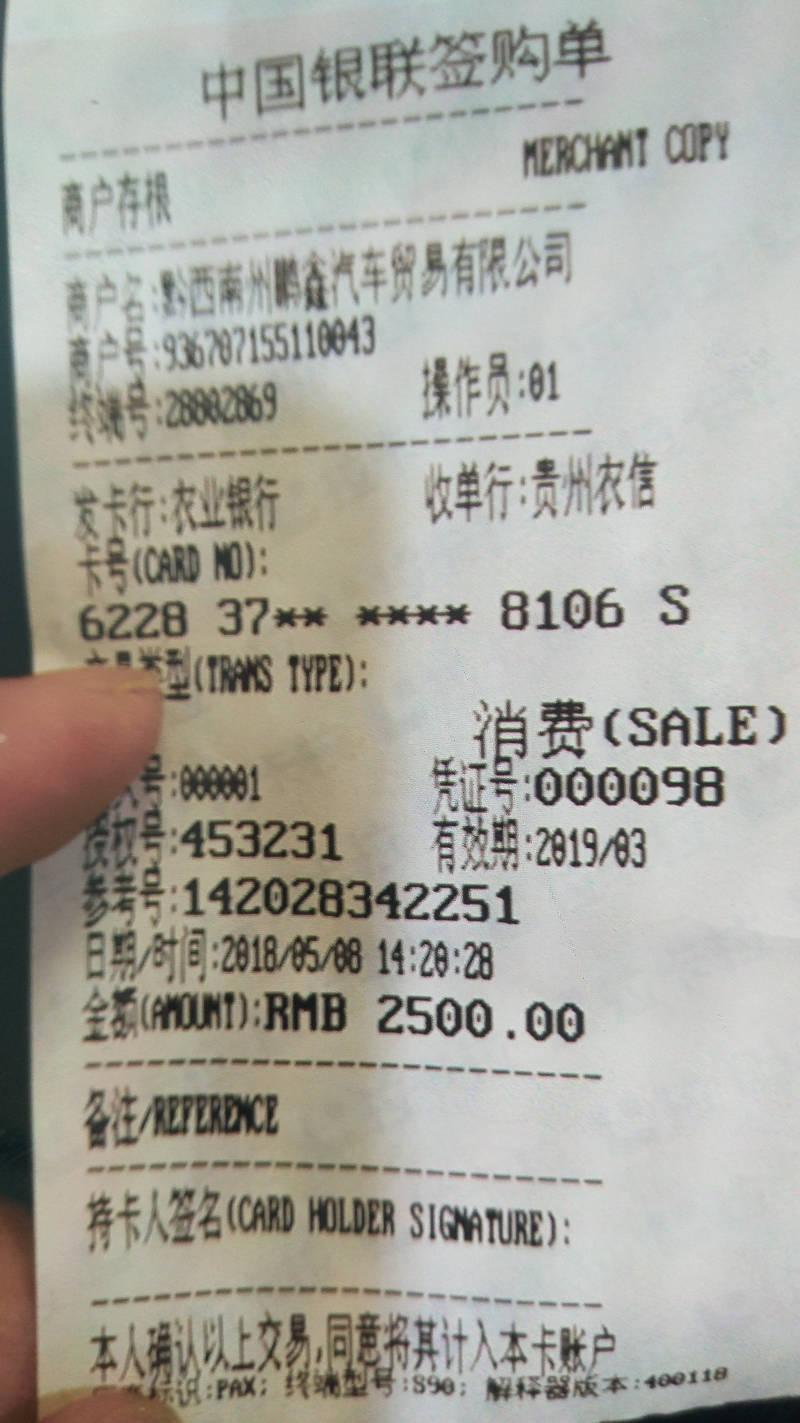 中国银联签购单
MERCHANT COPY
商户存根
商户名:黔西南州鹏鑫汽车贸易有限公司
商户号:936707155110043
终端号:28802869 操作员:01
发卡行:农业银行 收单行:贵州农信
卡号(CARD NO):
6228 37** **** 8106 S
交易类型(TRANS TYPE):
消费(SALE)
号:000001 凭证号:000098
授权号:453231 有效期:2019/03
参考号:142028342251
日期/时间:2018/05/08 14:20:28
金额(AMOUNT):RMB 2500.00
备注/REFERENCE
持卡人签名(CARD HOLDER SIGNATURE):
本人确认以上交易,同意将其计入本卡账户
标识:PAX; 终端型号:S90; 解释器版本:400118